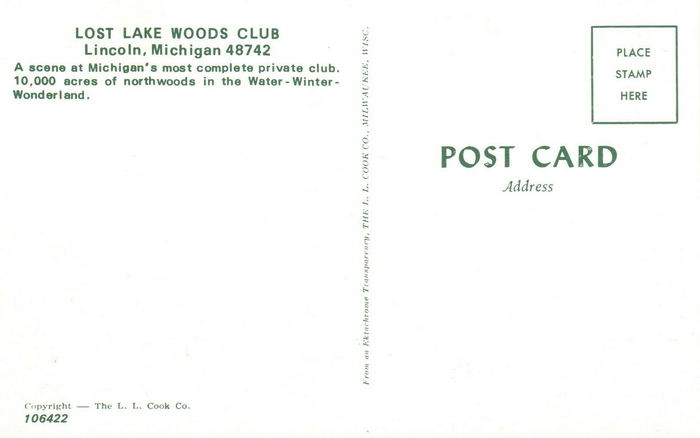 LOST LAKE WOODS CLUB
Lincoln, Michigan 48742
A scene at Michigan's most complete private club.
10,000 acres of northwoods in the Water-Winter-
Wonderland.
Copyright — The L. L. Cook Co.
106422
From an Ektachrome Transparency, THE L. L. COOK CO., MILWAUKEE, WISC.
PLACE
STAMP
HERE
POST CARD
Address